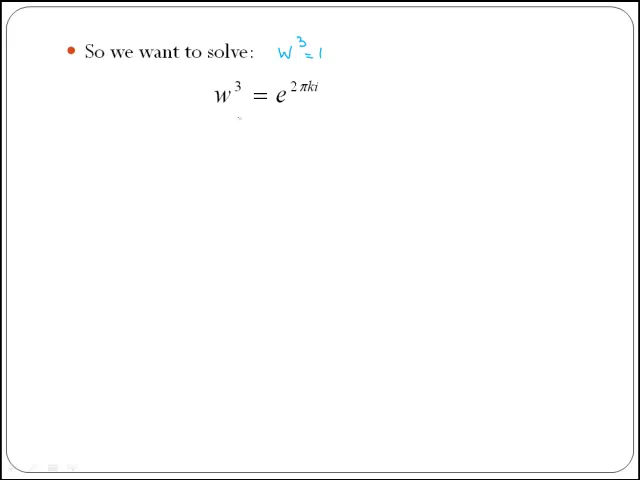 So we want to solve: w³ = 1
w³ = e^{2πki}